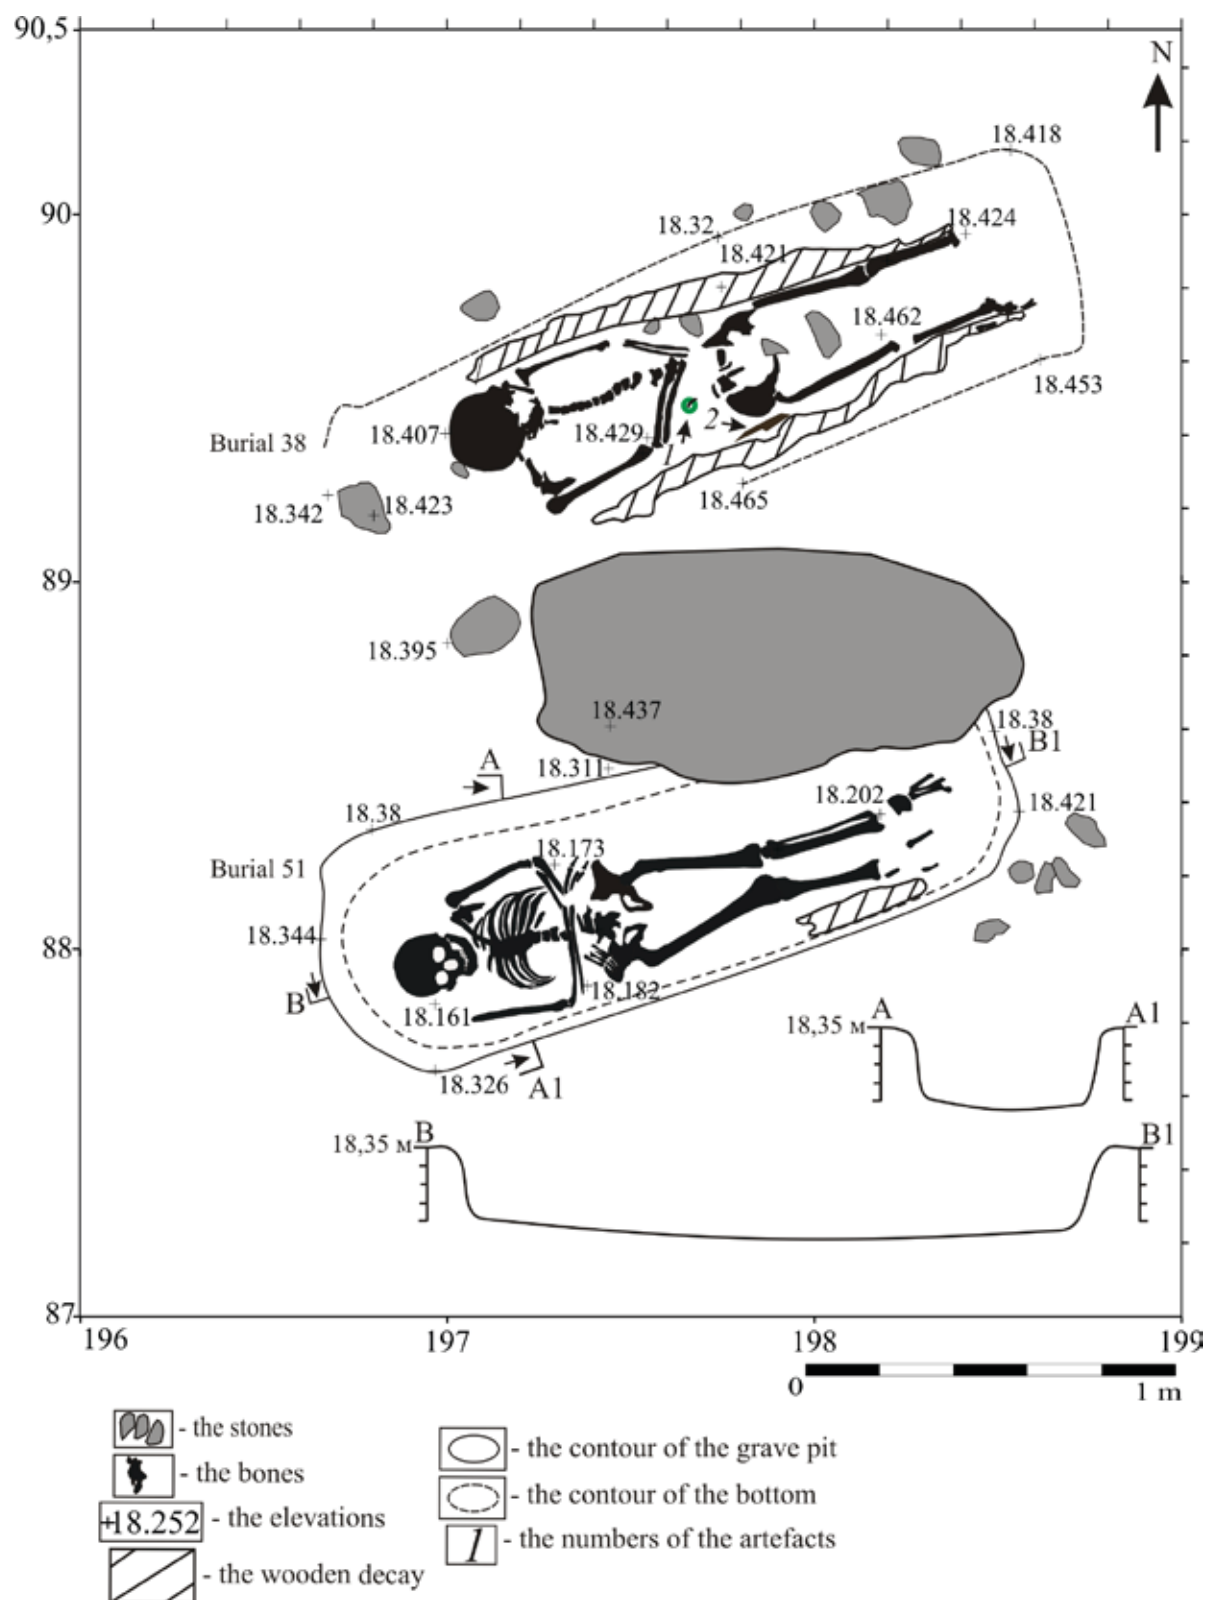 90,5
N
18.418
90
18.32
18.424
18.421
18.462
18.453
Burial 38
18.407
18.429
1
2
18.465
18.342
18.423
89
18.395
18.437
18.38
B1
A
18.311
18.202
18.421
18.38
18.173
Burial 51
18.344
88
B
18.182
18.161
18.326
A1
A
A1
18,35 м
B
B1
18,35 м
87
196
197
198
199
0
1 m
- the stones
- the bones
18.252 - the elevations
- the wooden decay
- the contour of the grave pit
- the contour of the bottom
1 - the numbers of the artefacts